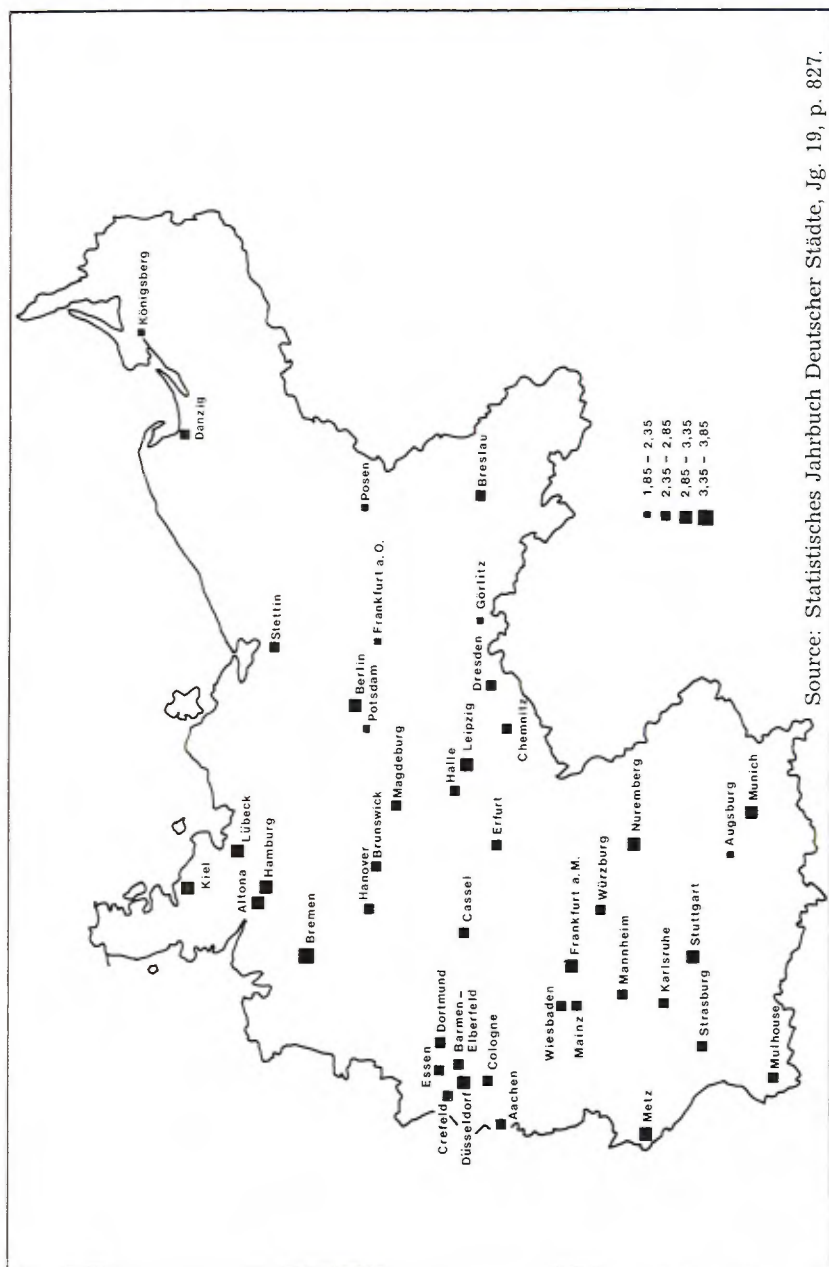 Königsberg
Danzig
Kiel
Lübeck
Altona
Hamburg
Stettin
Bremen
Berlin
Potsdam
Posen
Hanover
Brunswick
Magdeburg
Frankfurt a.O.
Essen
Dortmund
Crefeld
Barmen–
Elberfeld
Düsseldorf
Cologne
Aachen
Cassel
Halle
Leipzig
Erfurt
Dresden
Chemnitz
Görlitz
Breslau
Wiesbaden
Mainz
Frankfurt a.M.
Würzburg
Mannheim
Nuremberg
Metz
Karlsruhe
Stuttgart
Strasburg
Augsburg
Munich
Mulhouse
1,85 – 2,35
2,35 – 2,85
2,85 – 3,35
3,35 – 3,85
Source: Statistisches Jahrbuch Deutscher Städte, Jg. 19, p. 827.